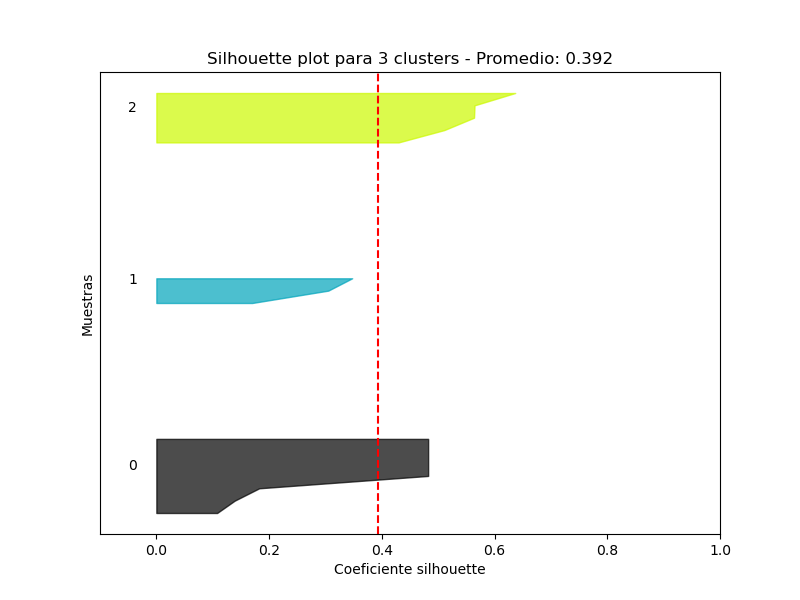 Silhouette plot para 3 clusters - Promedio: 0.392
2
1
0
Muestras
0.0 0.2 0.4 0.6 0.8 1.0
Coeficiente silhouette